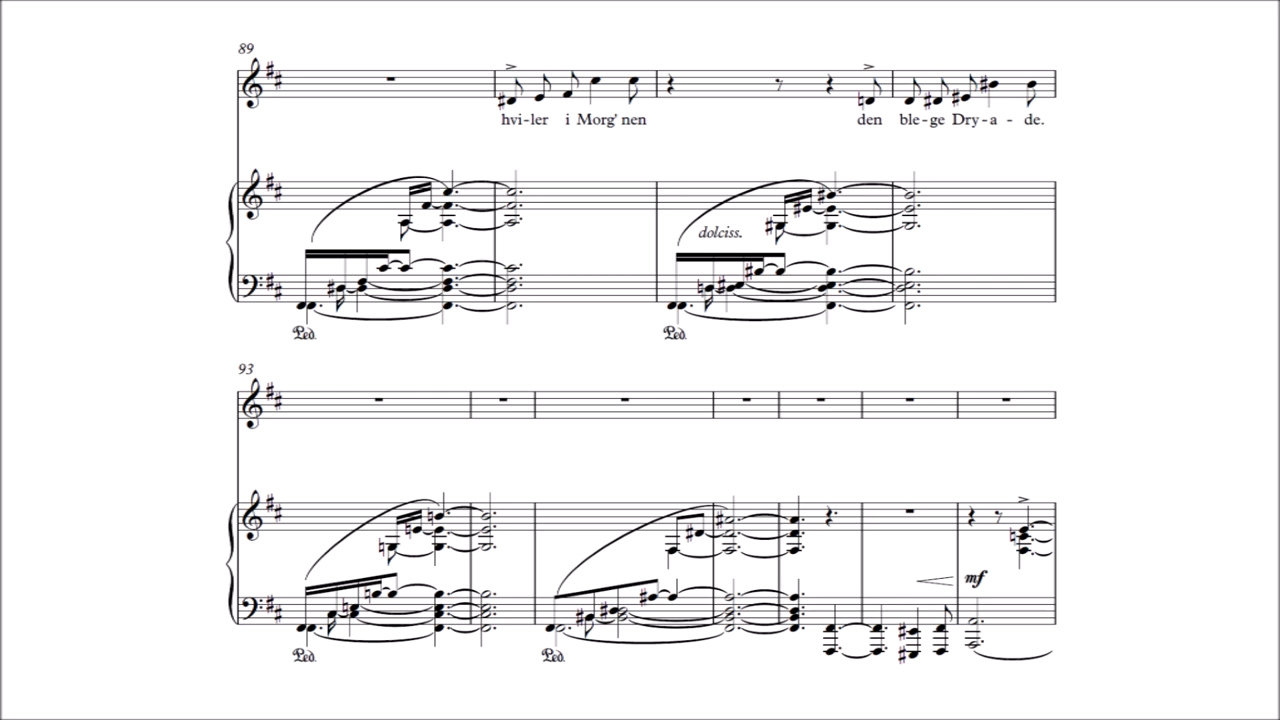 89
hvi-ler i Morg' nen den ble-ge Dry-a-de.
dolciss.
Ped. Ped.
93
mf
Ped. Ped.